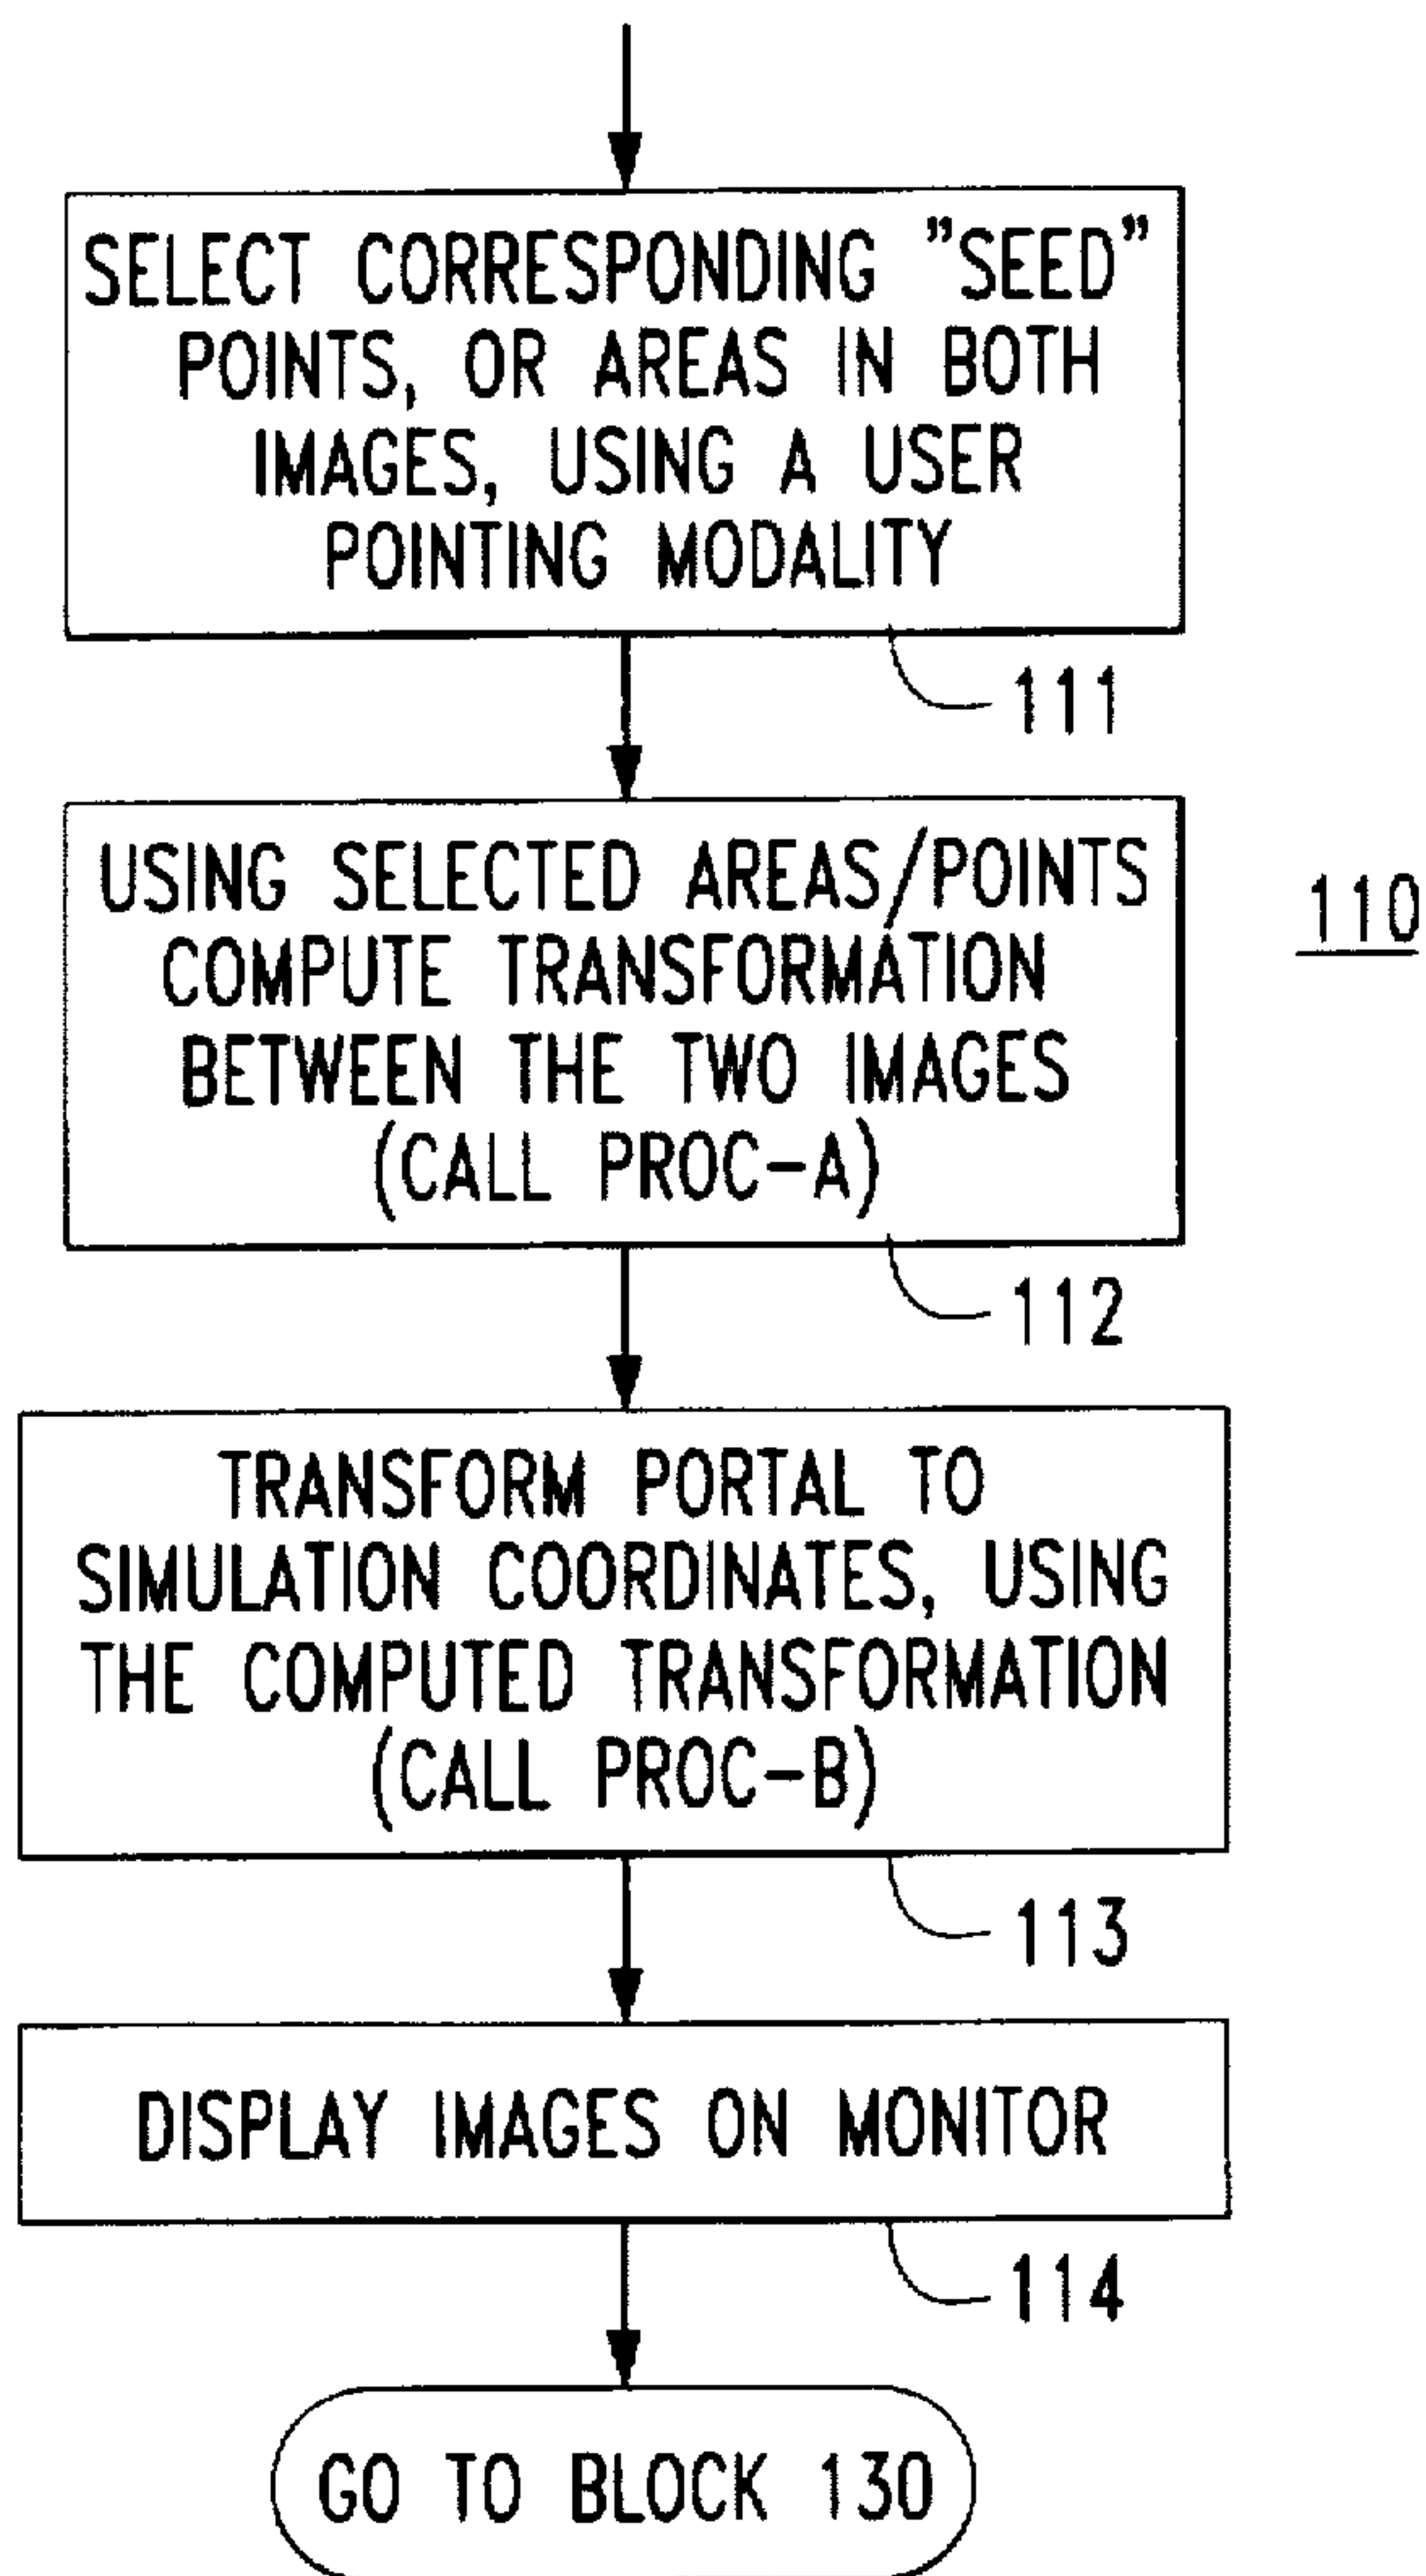 SELECT CORRESPONDING "SEED"
POINTS, OR AREAS IN BOTH
IMAGES, USING A USER
POINTING MODALITY
111
USING SELECTED AREAS/POINTS
COMPUTE TRANSFORMATION
BETWEEN THE TWO IMAGES
(CALL PROC-A)
110
112
TRANSFORM PORTAL TO
SIMULATION COORDINATES, USING
THE COMPUTED TRANSFORMATION
(CALL PROC-B)
113
DISPLAY IMAGES ON MONITOR
114
GO TO BLOCK 130